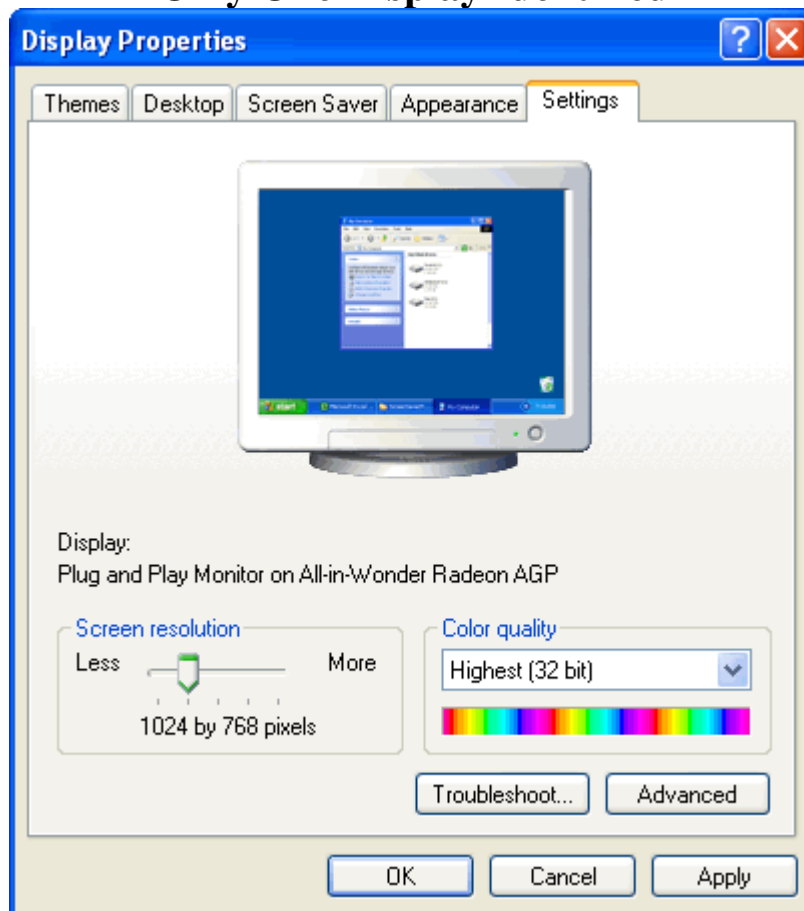 Display Properties
Themes Desktop Screen Saver Appearance Settings
start
Display:
Plug and Play Monitor on All-in-Wonder Radeon AGP
Screen resolution
Less More
1024 by 768 pixels
Color quality
Highest (32 bit)
Troubleshoot... Advanced
OK Cancel Apply